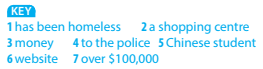 KEY
1 has been homeless 2 a shopping centre
3 money 4 to the police 5 Chinese student
6 website 7 over $100,000